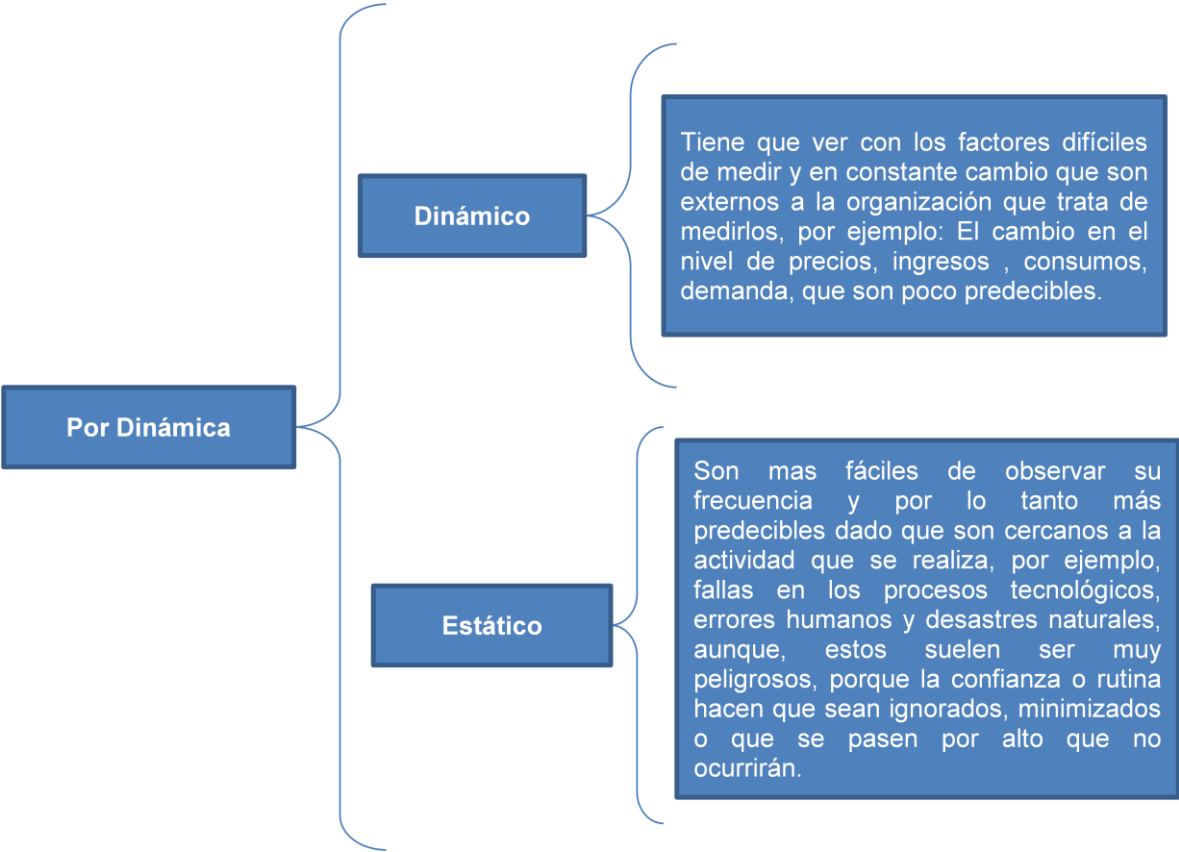 Por Dinámica
Dinámico
Tiene que ver con los factores difíciles
de medir y en constante cambio que son
externos a la organización que trata de
medirlos, por ejemplo: El cambio en el
nivel de precios, ingresos , consumos,
demanda, que son poco predecibles.
Estático
Son mas fáciles de observar su
frecuencia y por lo tanto más
predecibles dado que son cercanos a la
actividad que se realiza, por ejemplo,
fallas en los procesos tecnológicos,
errores humanos y desastres naturales,
aunque, estos suelen ser muy
peligrosos, porque la confianza o rutina
hacen que sean ignorados, minimizados
o que se pasen por alto que no
ocurrirán.